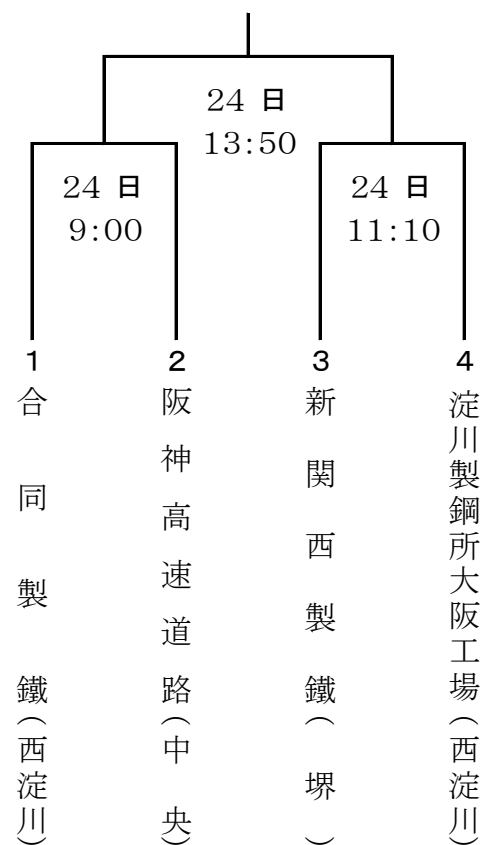 24 日
13:50
24 日
9:00
24 日
11:10
1
合同製鐵(西淀川)
2
阪神高速道路(中央)
3
新関西製鐵(堺)
4
淀川製鋼所大阪工場(西淀川)